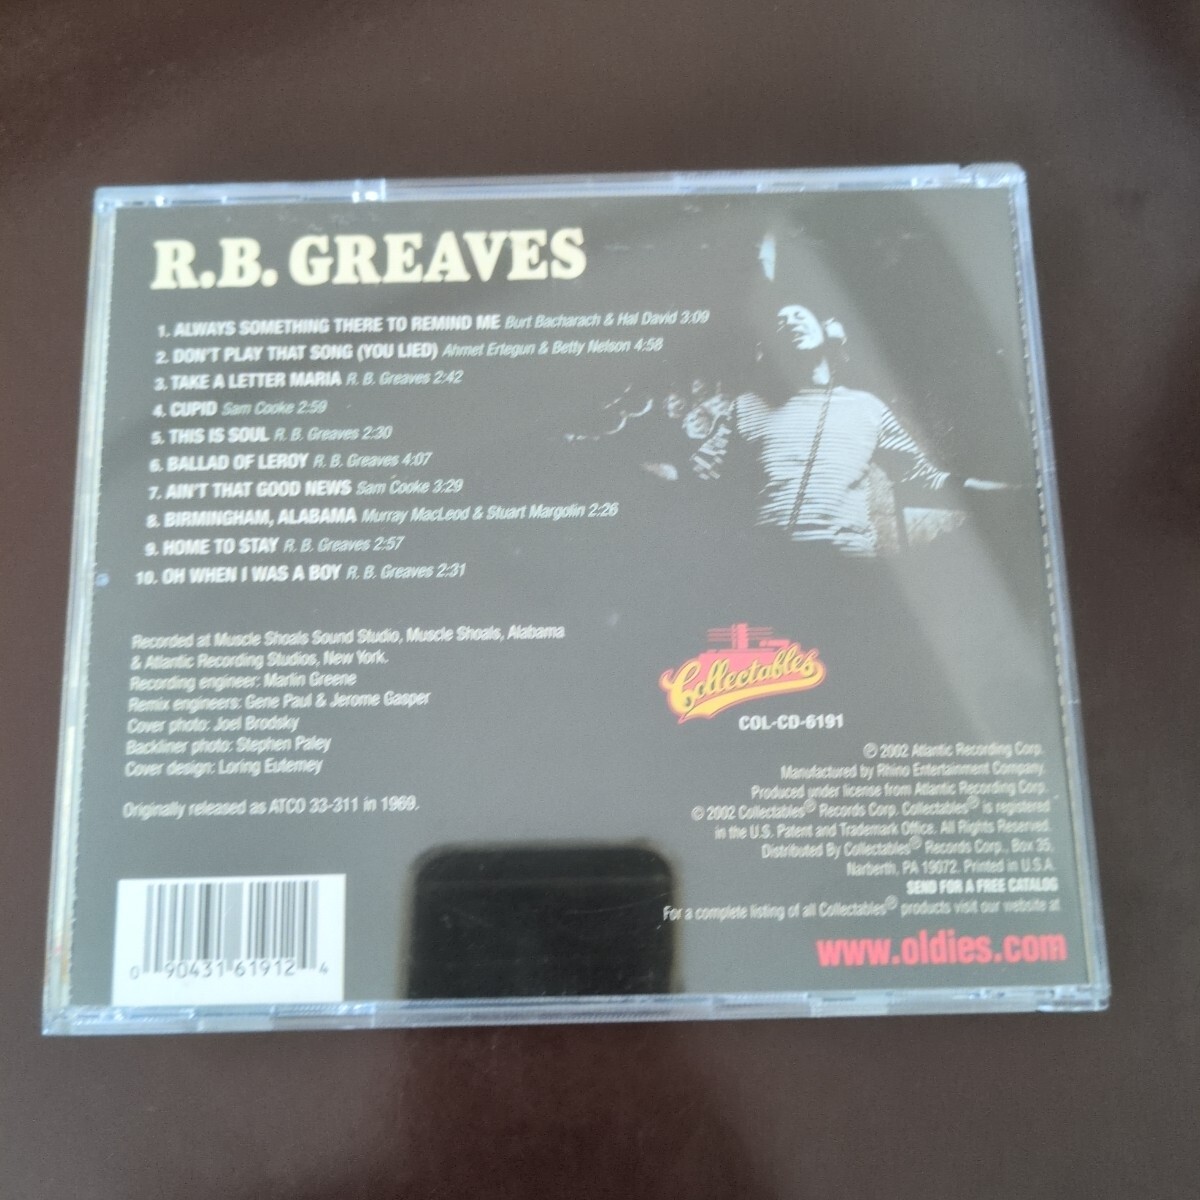 R.B. GREAVES
1. ALWAYS SOMETHING THERE TO REMIND ME Burt Bacharach & Hal David 3:09
2. DON'T PLAY THAT SONG (YOU LIED) Ahmet Ertegun & Betty Nelson 4:58
3. TAKE A LETTER MARIA R. B. Greaves 2:42
4. CUPID Sam Cooke 2:59
5. THIS IS SOUL R. B. Greaves 2:30
6. BALLAD OF LEROY R. B. Greaves 4:07
7. AIN'T THAT GOOD NEWS Sam Cooke 3:29
8. BIRMINGHAM, ALABAMA Murray MacLeod & Stuart Margolin 2:26
9. HOME TO STAY R. B. Greaves 2:57
10. OH WHEN I WAS A BOY R. B. Greaves 2:31
Recorded at Muscle Shoals Sound Studio, Muscle Shoals, Alabama
& Atlantic Recording Studios, New York.
Recording engineer: Marlin Greene
Remix engineers: Gene Paul & Jerome Gasper
Cover photo: Joel Brodsky
Backliner photo: Stephen Paley
Cover design: Loring Eutemey
Originally released as ATCO 33-311 in 1969.
Collectables
COL-CD-6191
℗ 2002 Atlantic Recording Corp.
Manufactured by Rhino Entertainment Company.
Produced under license from Atlantic Recording Corp.
© 2002 Collectables® Records Corp. Collectables® is registered
in the U.S. Patent and Trademark Office. All Rights Reserved.
Distributed By Collectables® Records Corp., Box 35,
Narberth, PA 19072. Printed in U.S.A.
SEND FOR A FREE CATALOG
For a complete listing of all Collectables® products visit our website at
www.oldies.com
0 90431-61912 4